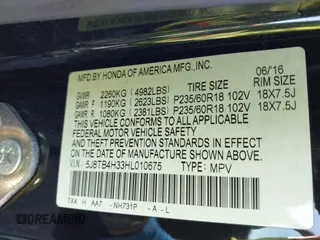 MFD.BY HONDA OF AMERICA MFG.,INC. 06/16
TIRE SIZE RIM SIZE
GVWR 2260KG (4982LBS)
GAWR F 1190KG (2623LBS) P235/60R18 102V 18X7.5J
GAWR R 1080KG (2381LBS) P235/60R18 102V 18X7.5J
THIS VEHICLE CONFORMS TO ALL APPLICABLE
FEDERAL MOTOR VEHICLE SAFETY AND THEFT
PREVENTION STANDARDS IN EFFECT ON THE DATE
OF MANUFACTURE SHOWN ABOVE.
V.I.N.: 5J8TB4H33HL010675 TYPE: MPV
TX4 H AA7 - NH731P - A - L
DREAMBID